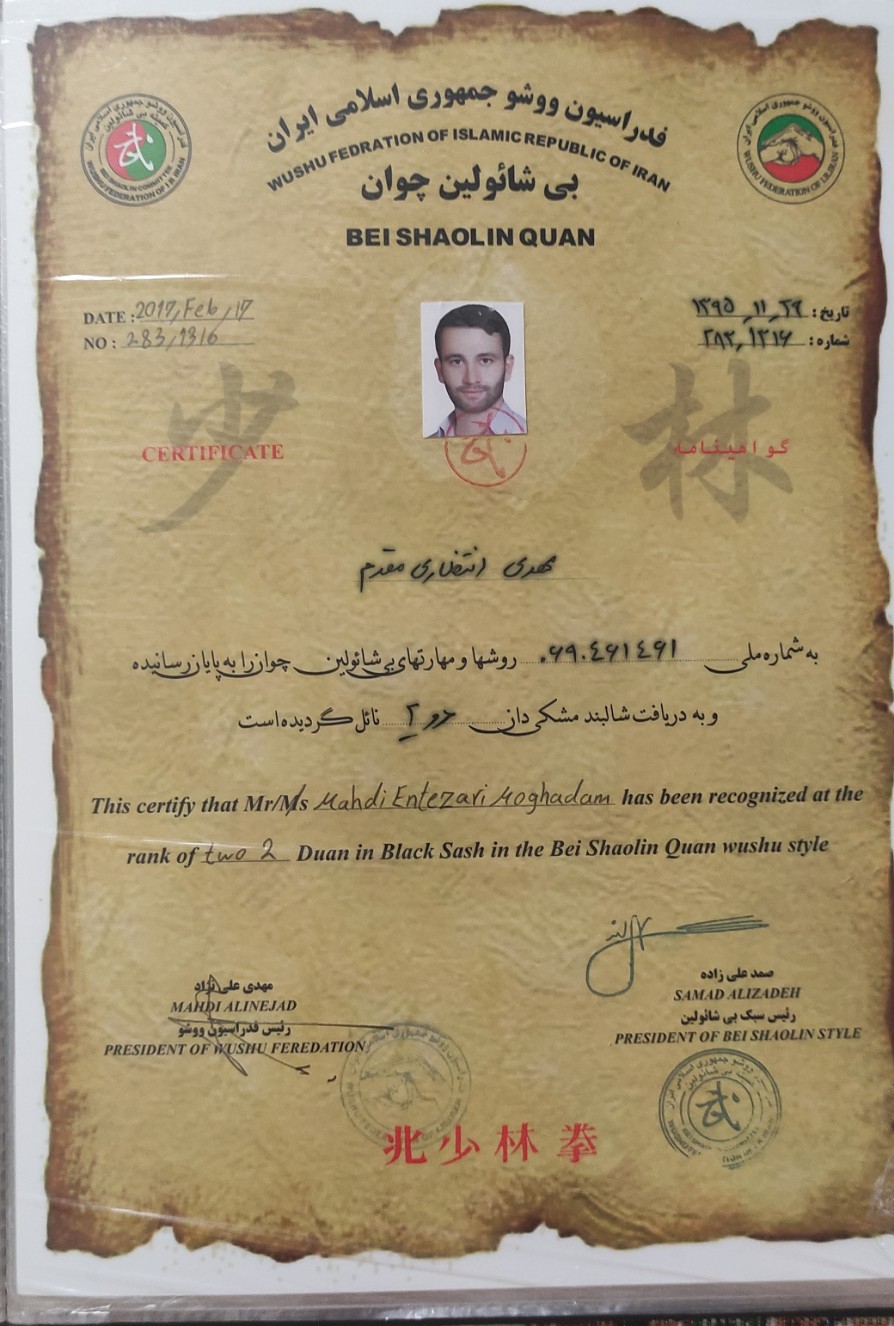 فدراسیون ووشو جمهوری اسلامی ایران
WUSHU FEDRATION OF ISLAMIC REPUBLIC OF IRAN
بی شائولین چوان
BEI SHAOLIN QUAN
DATE : 2017, Feb, 17
تاریخ : ۱۳۹۵, ۱۱, ۲۹
NO : 283,1316
شماره : ۲۸۳,۱۳۱۶
少林
CERTIFICATE
گواهینامه
مهدی انتظاری مقدم
به شماره ملی ۰۶۹۰۴۶۱۴۶۱ روشها و مهارتهای بی شائولین چوان را به پایان رسانیده
و به دریافت شالبند مشکی دان دو ۲ نائل گردیده است
This certify that Mr/Ms Mahdi Entezari Moghadam has been recognized at the
rank of two 2 Duan in Black Sash in the Bei Shaolin Quan wushu style
صمد علی زاده
SAMAD ALIZADEH
رئیس سبک بی شائولین
PRESIDENT OF BEI SHAOLIN STYLE
مهدی علی نژاد
MAHDI ALINEJAD
رئیس فدراسیون ووشو
PRESIDENT OF WUSHU FEREDATION
北少林拳